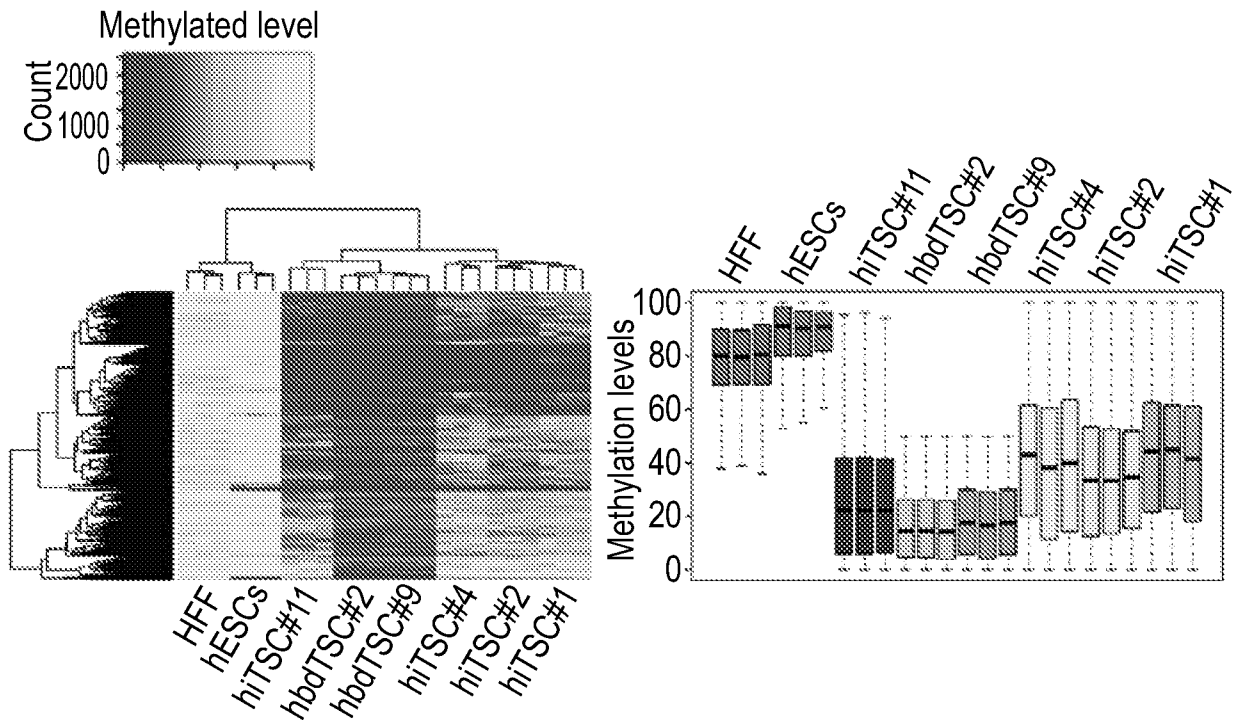 Methylated level
Count
2000
1000
0
HFF
hESCs
hiTSC#11
hbdTSC#2
hbdTSC#9
hiTSC#4
hiTSC#2
hiTSC#1
HFF
hESCs
hiTSC#11
hbdTSC#2
hbdTSC#9
hiTSC#4
hiTSC#2
hiTSC#1
Methylation levels
100
80
60
40
20
0